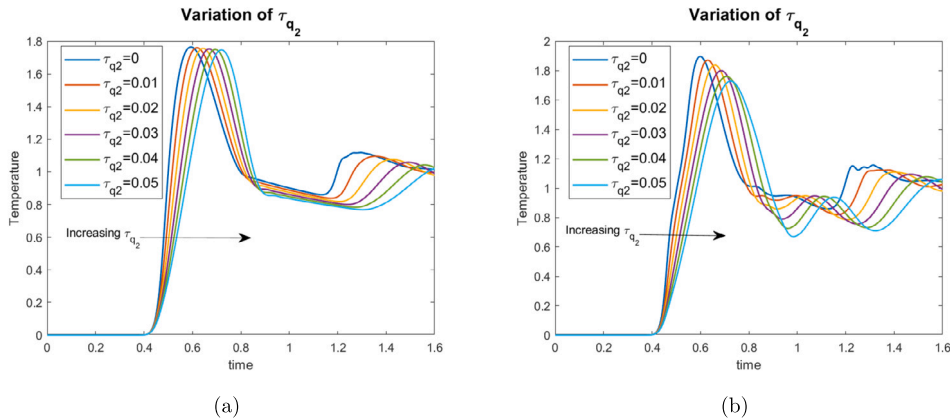 Variation of τq2
1.8
1.6
1.4
1.2
1
0.8
0.6
0.4
0.2
0
Temperature
τq2=0
τq2=0.01
τq2=0.02
τq2=0.03
τq2=0.04
τq2=0.05
Increasing τq2
0 0.2 0.4 0.6 0.8 1 1.2 1.4 1.6
time
(a)
Variation of τq2
2
1.8
1.6
1.4
1.2
1
0.8
0.6
0.4
0.2
0
Temperature
τq2=0
τq2=0.01
τq2=0.02
τq2=0.03
τq2=0.04
τq2=0.05
Increasing τq2
0 0.2 0.4 0.6 0.8 1 1.2 1.4 1.6
time
(b)